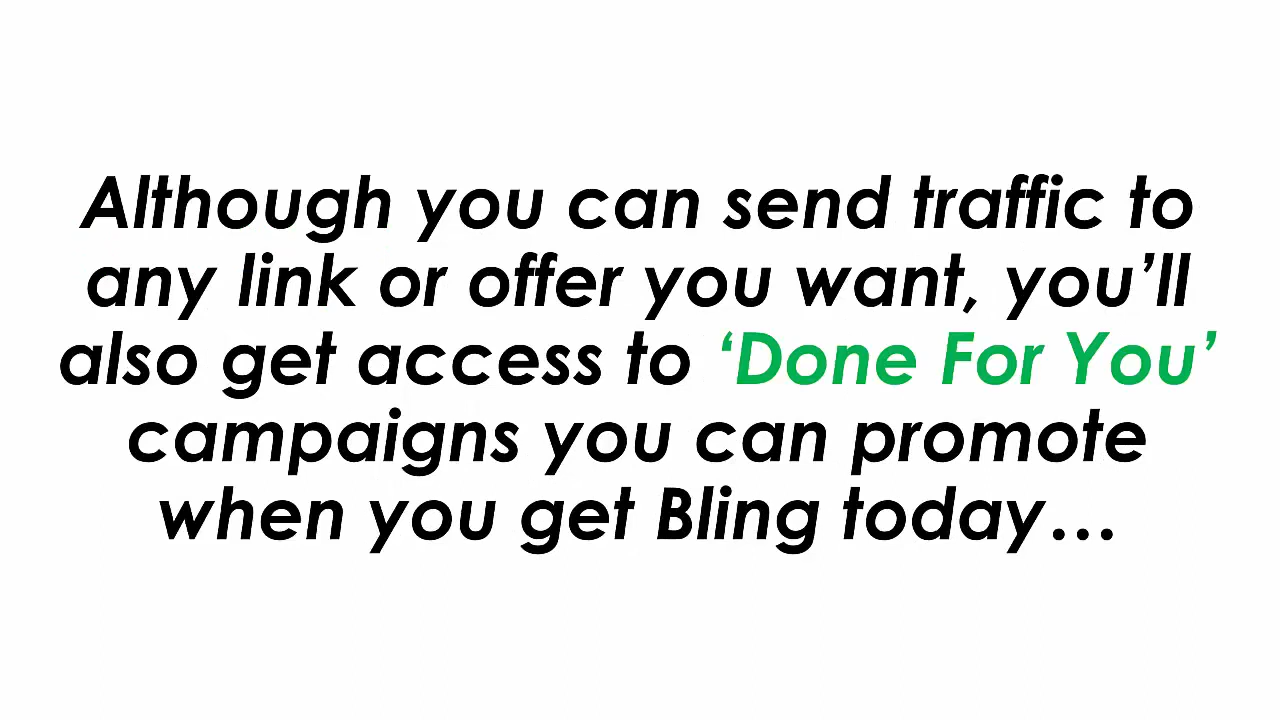 Although you can send traffic to
any link or offer you want, you’ll
also get access to ‘Done For You’
campaigns you can promote
when you get Bling today…